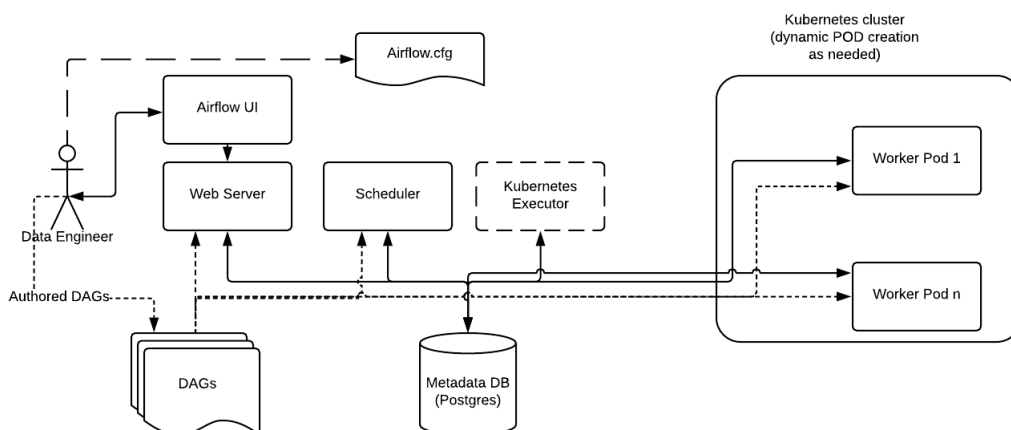 Kubernetes cluster
(dynamic POD creation
as needed)
Airflow.cfg
Airflow UI
Worker Pod 1
Web Server
Scheduler
Kubernetes
Executor
Data Engineer
Authored DAGs
Worker Pod n
DAGs
Metadata DB
(Postgres)